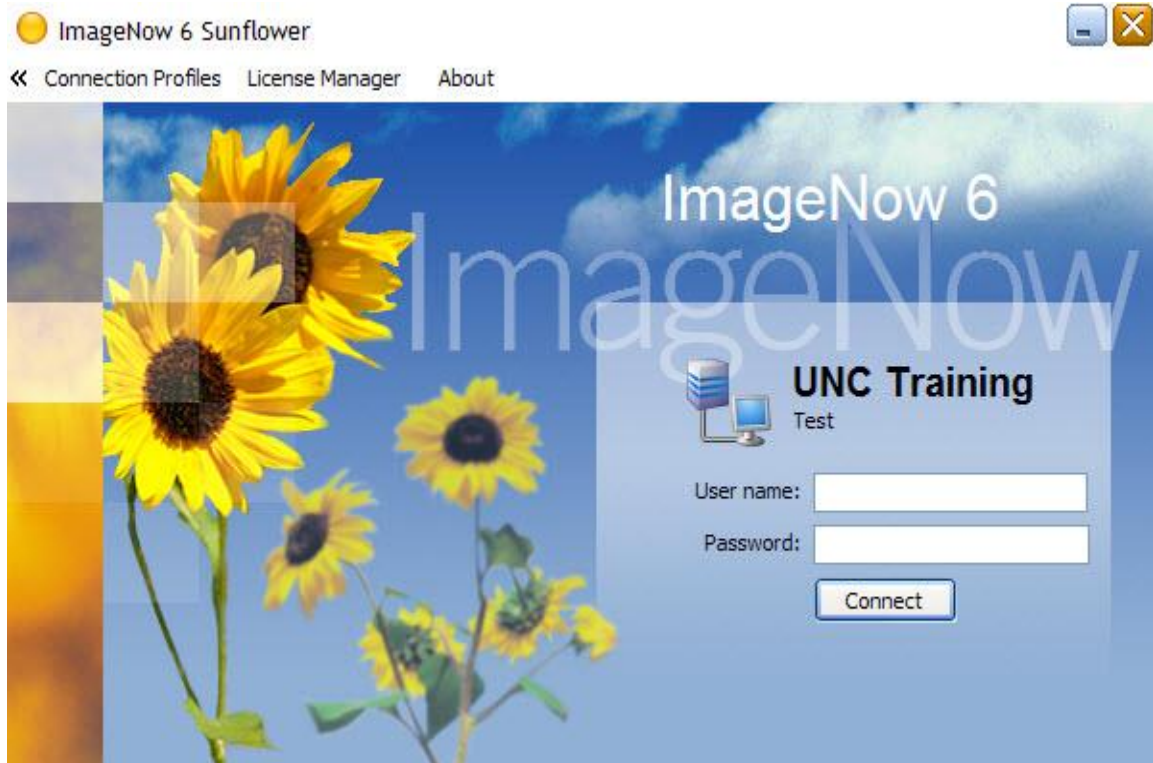 ImageNow 6 Sunflower
« Connection Profiles License Manager About
ImageNow 6
ImageNow
UNC Training
Test
User name:
Password:
Connect